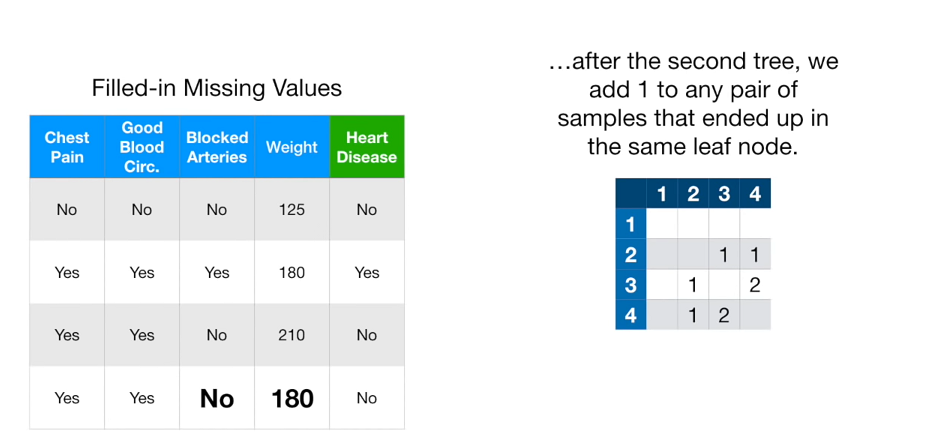 Filled-in Missing Values
Chest Pain Good Blood Circ. Blocked Arteries Weight Heart Disease
No No No 125 No
Yes Yes Yes 180 Yes
Yes Yes No 210 No
Yes Yes No 180 No
…after the second tree, we
add 1 to any pair of
samples that ended up in
the same leaf node.
1 2 3 4
1
2 1 1
3 1 2
4 1 2